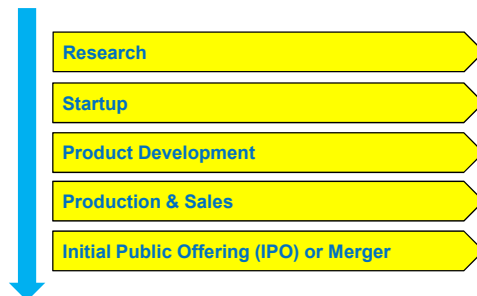 Research
Startup
Product Development
Production & Sales
Initial Public Offering (IPO) or Merger